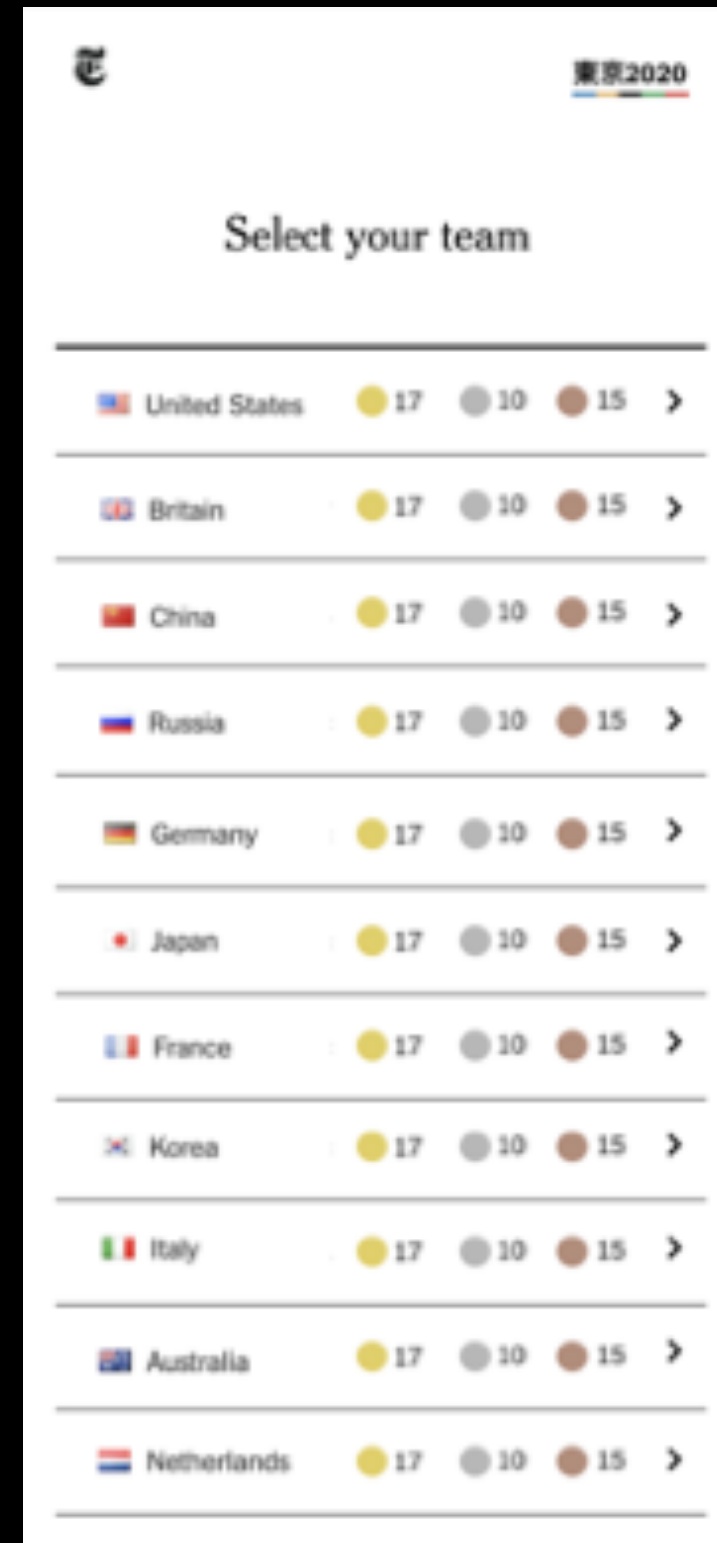 東京2020
Select your team
United States 17 10 15
Britain 17 10 15
China 17 10 15
Russia 17 10 15
Germany 17 10 15
Japan 17 10 15
France 17 10 15
Korea 17 10 15
Italy 17 10 15
Australia 17 10 15
Netherlands 17 10 15